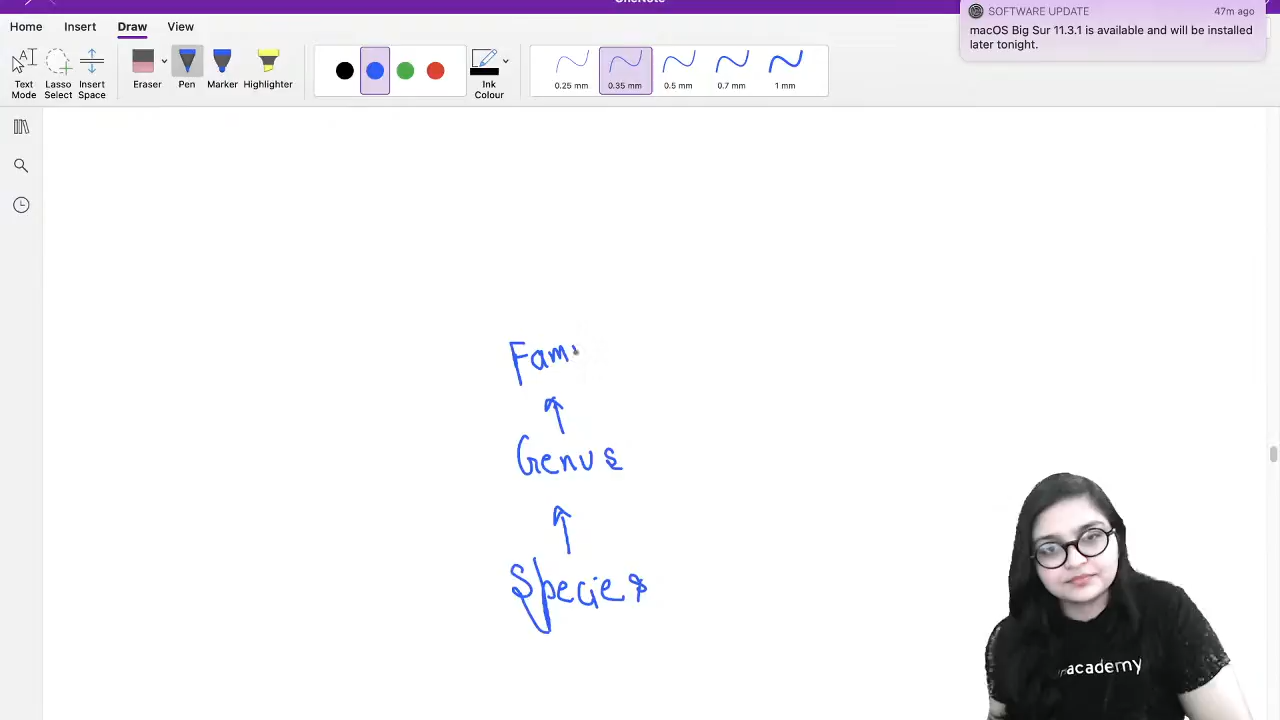 OneNote
SOFTWARE UPDATE 47m ago
macOS Big Sur 11.3.1 is available and will be installed
later tonight.
Home Insert Draw View
Text
Mode
Lasso
Select
Insert
Space
Eraser
Pen
Marker
Highlighter
Ink
Colour
0.25 mm
0.35 mm
0.5 mm
0.7 mm
1 mm
Fami
Genus
Species
academy